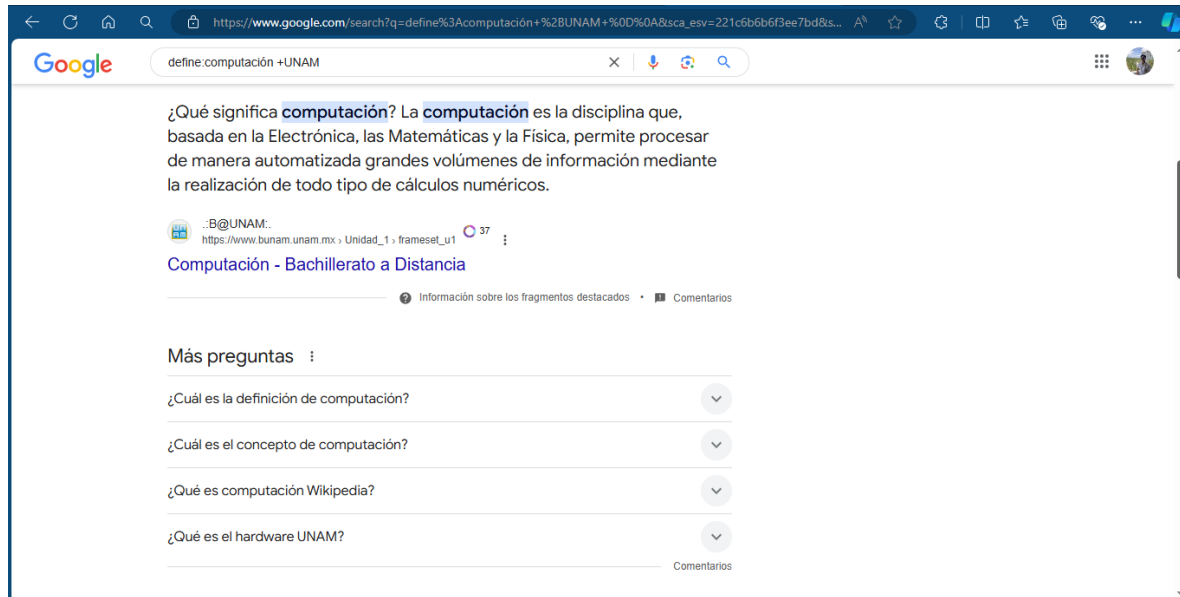 https://www.google.com/search?q=define%3Acomputación+%2BUNAM+%0D%0A&sca_esv=221c6b6b6f3ee7bd&s...
Google
define:computación +UNAM
¿Qué significa computación? La computación es la disciplina que,
basada en la Electrónica, las Matemáticas y la Física, permite procesar
de manera automatizada grandes volúmenes de información mediante
la realización de todo tipo de cálculos numéricos.
.:B@UNAM:.
https://www.bunam.unam.mx › Unidad_1 › frameset_u1
37
Computación - Bachillerato a Distancia
Información sobre los fragmentos destacados • Comentarios
Más preguntas
¿Cuál es la definición de computación?
¿Cuál es el concepto de computación?
¿Qué es computación Wikipedia?
¿Qué es el hardware UNAM?
Comentarios